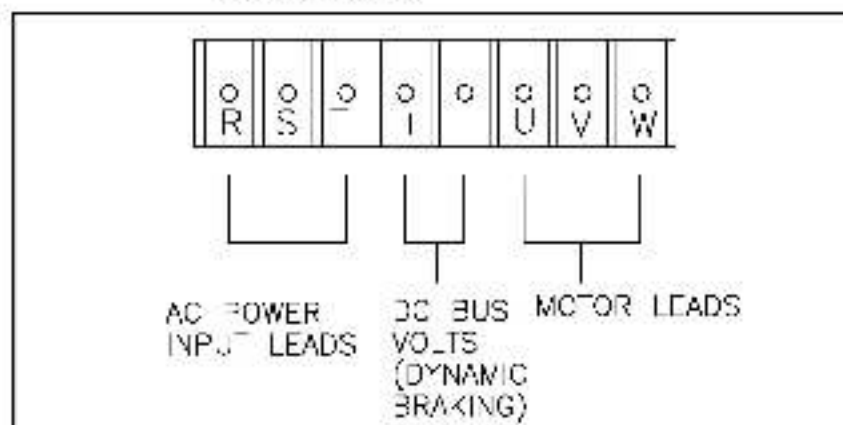 R S T U V W
AC POWER
INPUT LEADS
DC BUS
VOLTS
(DYNAMIC
BRAKING)
MOTOR LEADS